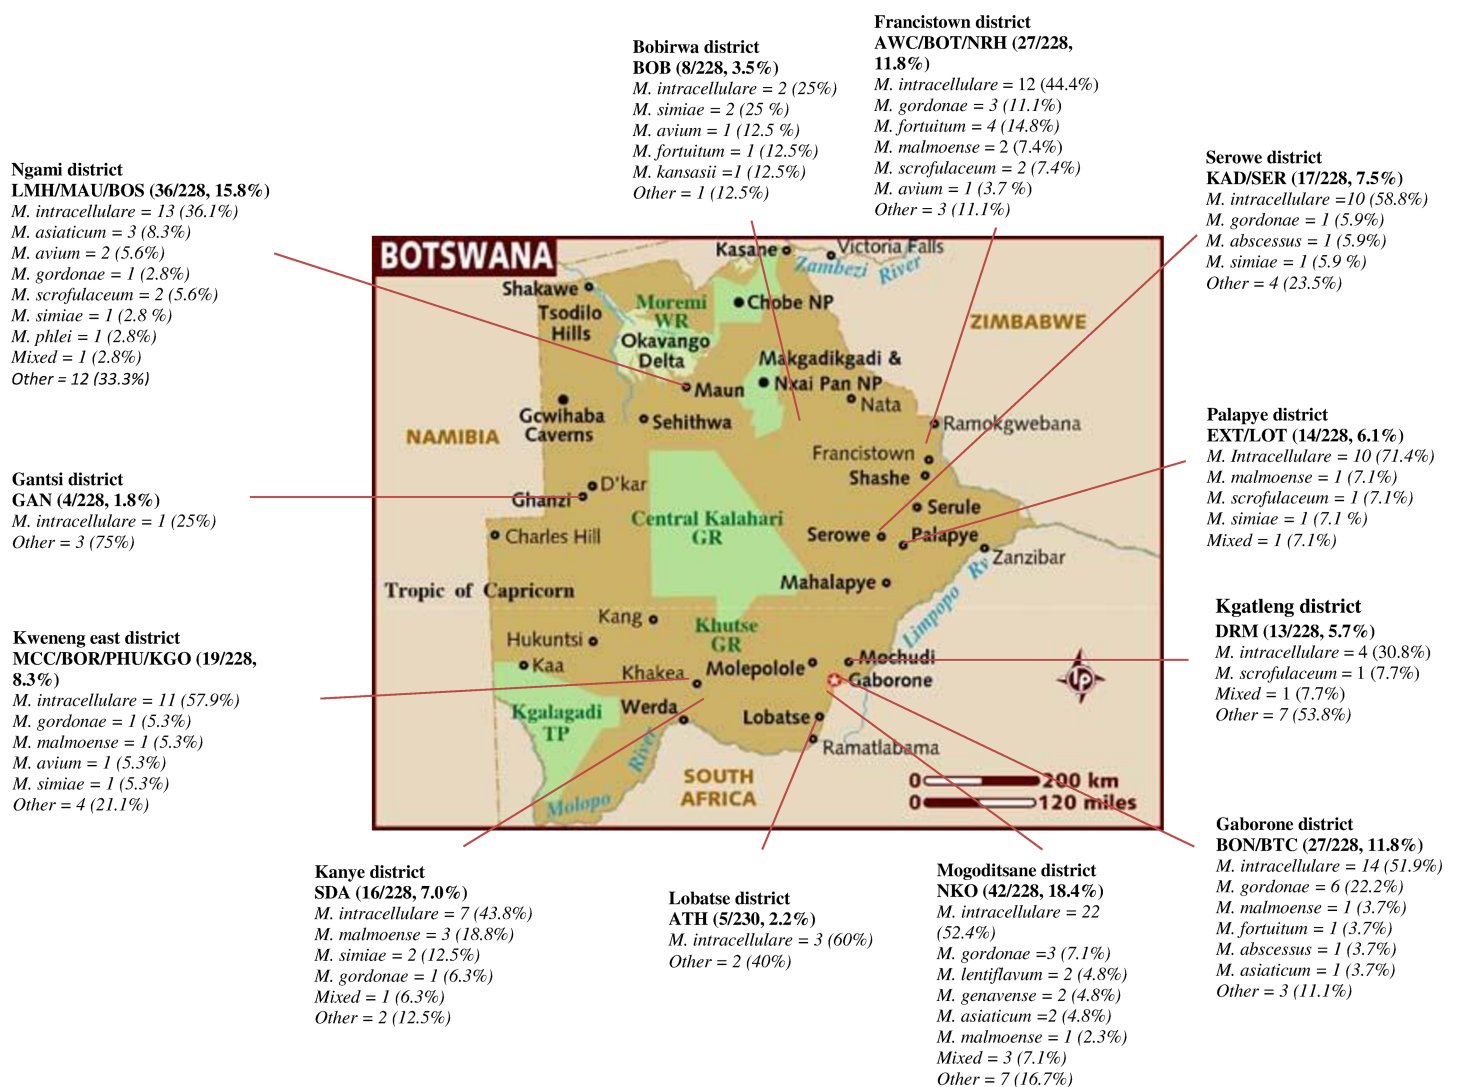 Francistown district
AWC/BOT/NRH (27/228,
11.8%)
M. intracellulare = 12 (44.4%)
M. gordonae = 3 (11.1%)
M. fortuitum = 4 (14.8%)
M. malmoense = 2 (7.4%)
M. scrofulaceum = 2 (7.4%)
M. avium = 1 (3.7 %)
Other = 3 (11.1%)
Bobirwa district
BOB (8/228, 3.5%)
M. intracellulare = 2 (25%)
M. simiae = 2 (25 %)
M. avium = 1 (12.5 %)
M. fortuitum = 1 (12.5%)
M. kansasii =1 (12.5%)
Other = 1 (12.5%)
Serowe district
KAD/SER (17/228, 7.5%)
M. intracellulare =10 (58.8%)
M. gordonae = 1 (5.9%)
M. abscessus = 1 (5.9%)
M. simiae = 1 (5.9 %)
Other = 4 (23.5%)
Ngami district
LMH/MAU/BOS (36/228, 15.8%)
M. intracellulare = 13 (36.1%)
M. asiaticum = 3 (8.3%)
M. avium = 2 (5.6%)
M. gordonae = 1 (2.8%)
M. scrofulaceum = 2 (5.6%)
M. simiae = 1 (2.8 %)
M. phlei = 1 (2.8%)
Mixed = 1 (2.8%)
Other = 12 (33.3%)
BOTSWANA
Kasane
Victoria Falls
Zambezi River
Shakawe
Chobe NP
Moremi
WR
Tsodilo
Hills
ZIMBABWE
Okavango
Delta
Makgadikgadi &
Nxai Pan NP
Maun
Nata
Gcwihaba
Caverns
Sehithwa
Ramokgwebana
NAMIBIA
Francistown
Shashe
D'kar
Ghanzi
Serule
Central Kalahari
GR
Charles Hill
Serowe
Palapye
Zanzibar
Mahalapye
Limpopo Rv
Tropic of Capricorn
Kang
Khutse
GR
Hukuntsi
Kaa
Khakea
Molepolole
Mochudi
Gaborone
LP
Kgalagadi
TP
Werda
Lobatse
Ramatlabama
Molopo River
SOUTH
AFRICA
0 200 km
0 120 miles
Palapye district
EXT/LOT (14/228, 6.1%)
M. Intracellulare = 10 (71.4%)
M. malmoense = 1 (7.1%)
M. scrofulaceum = 1 (7.1%)
M. simiae = 1 (7.1 %)
Mixed = 1 (7.1%)
Gantsi district
GAN (4/228, 1.8%)
M. intracellulare = 1 (25%)
Other = 3 (75%)
Kgatleng district
DRM (13/228, 5.7%)
M. intracellulare = 4 (30.8%)
M. scrofulaceum = 1 (7.7%)
Mixed = 1 (7.7%)
Other = 7 (53.8%)
Kweneng east district
MCC/BOR/PHU/KGO (19/228,
8.3%)
M. intracellulare = 11 (57.9%)
M. gordonae = 1 (5.3%)
M. malmoense = 1 (5.3%)
M. avium = 1 (5.3%)
M. simiae = 1 (5.3%)
Other = 4 (21.1%)
Gaborone district
BON/BTC (27/228, 11.8%)
M. intracellulare = 14 (51.9%)
M. gordonae = 6 (22.2%)
M. malmoense = 1 (3.7%)
M. fortuitum = 1 (3.7%)
M. abscessus = 1 (3.7%)
M. asiaticum = 1 (3.7%)
Other = 3 (11.1%)
Kanye district
SDA (16/228, 7.0%)
M. intracellulare = 7 (43.8%)
M. malmoense = 3 (18.8%)
M. simiae = 2 (12.5%)
M. gordonae = 1 (6.3%)
Mixed = 1 (6.3%)
Other = 2 (12.5%)
Lobatse district
ATH (5/230, 2.2%)
M. intracellulare = 3 (60%)
Other = 2 (40%)
Mogoditsane district
NKO (42/228, 18.4%)
M. intracellulare = 22
(52.4%)
M. gordonae =3 (7.1%)
M. lentiflavum = 2 (4.8%)
M. genavense = 2 (4.8%)
M. asiaticum =2 (4.8%)
M. malmoense = 1 (2.3%)
Mixed = 3 (7.1%)
Other = 7 (16.7%)